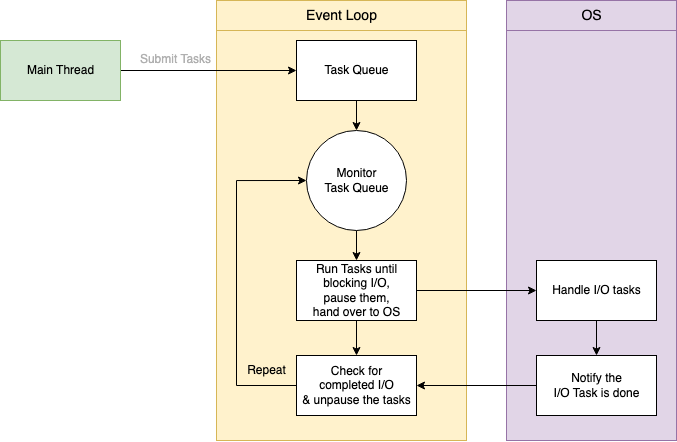 Event Loop
OS
Main Thread
Submit Tasks
Task Queue
Monitor
Task Queue
Run Tasks until
blocking I/O,
pause them,
hand over to OS
Handle I/O tasks
Repeat
Check for
completed I/O
& unpause the tasks
Notify the
I/O Task is done